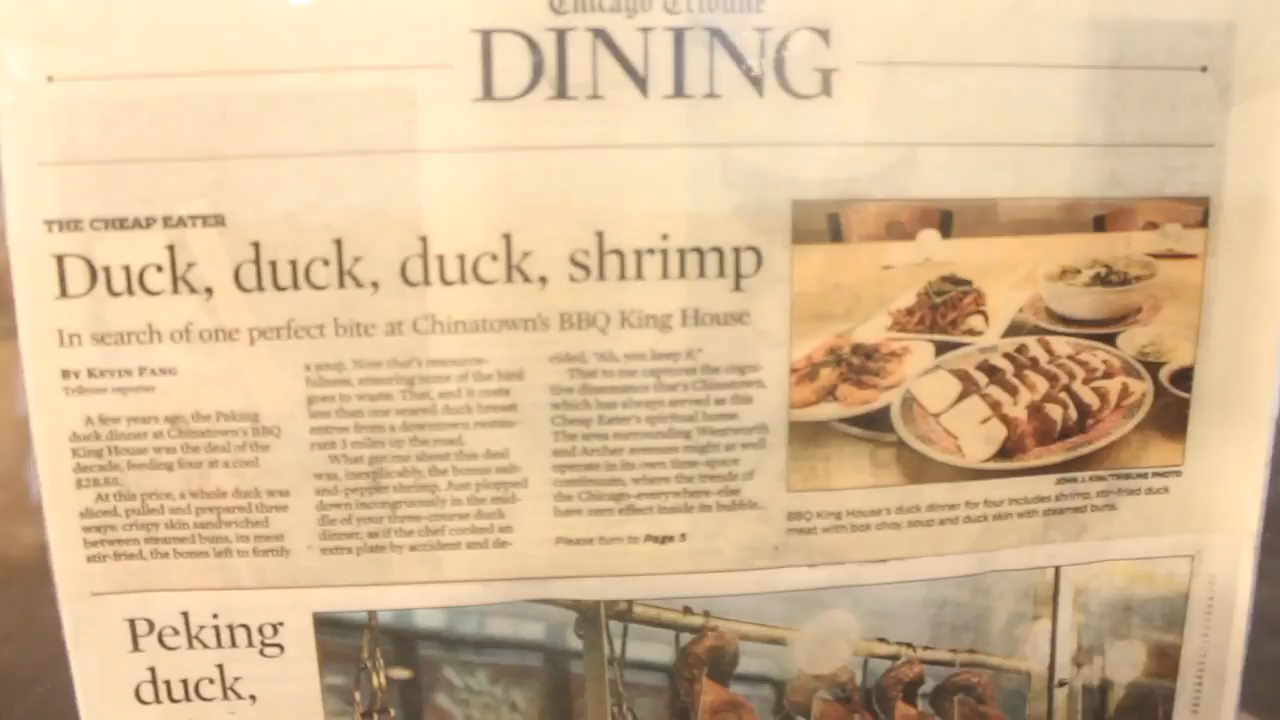 Chicago Tribune
DINING
THE CHEAP EATER
Duck, duck, duck, shrimp
In search of one perfect bite at Chinatown's BBQ King House
BY KEVIN PANG
Tribune reporter
A few years ago, the Peking
duck dinner at Chinatown's BBQ
King House was the deal of the
decade, feeding four at a cool
$28.88.
At this price, a whole duck was
sliced, pulled and prepared three
ways: crispy skin sandwiched
between steamed buns, its meat
stir-fried, the bones left to fortify
a soup. Now that's resource-
fulness, ensuring none of the bird
goes to waste. That, and it costs
less than one seared duck breast
entree from a downtown restau-
rant 3 miles up the road.
What got me about this deal
was, inexplicably, the bonus salt-
and-pepper shrimp. Just plopped
down incongruously in the mid-
dle of your three-course duck
dinner, as if the chef cooked an
extra plate by accident and de-
cided, "Ah, you keep it."
That to me captures the cogni-
tive dissonance that's Chinatown,
which has always served as this
Cheap Eater's spiritual home.
The area surrounding Wentworth
and Archer avenues might as well
operate in its own time-space
continuum, where the trends of
the Chicago-everywhere-else
have zero effect inside its bubble.
Please turn to Page 5
JOHN J. KIM/TRIBUNE PHOTO
BBQ King House's duck dinner for four includes shrimp, stir-fried duck
meat with bok choy, soup and duck skin with steamed buns.
Peking
duck,